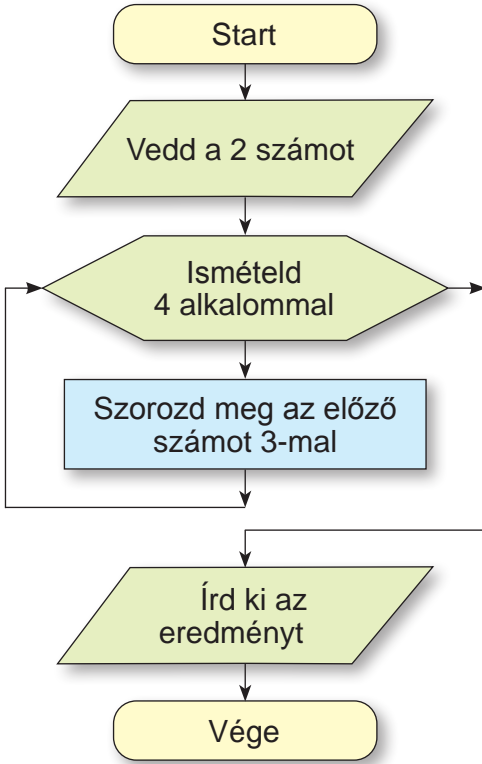 Start
Vedd a 2 számot
Ismételd
4 alkalommal
Szorozd meg az előző
számot 3-mal
Írd ki az
eredményt
Vége